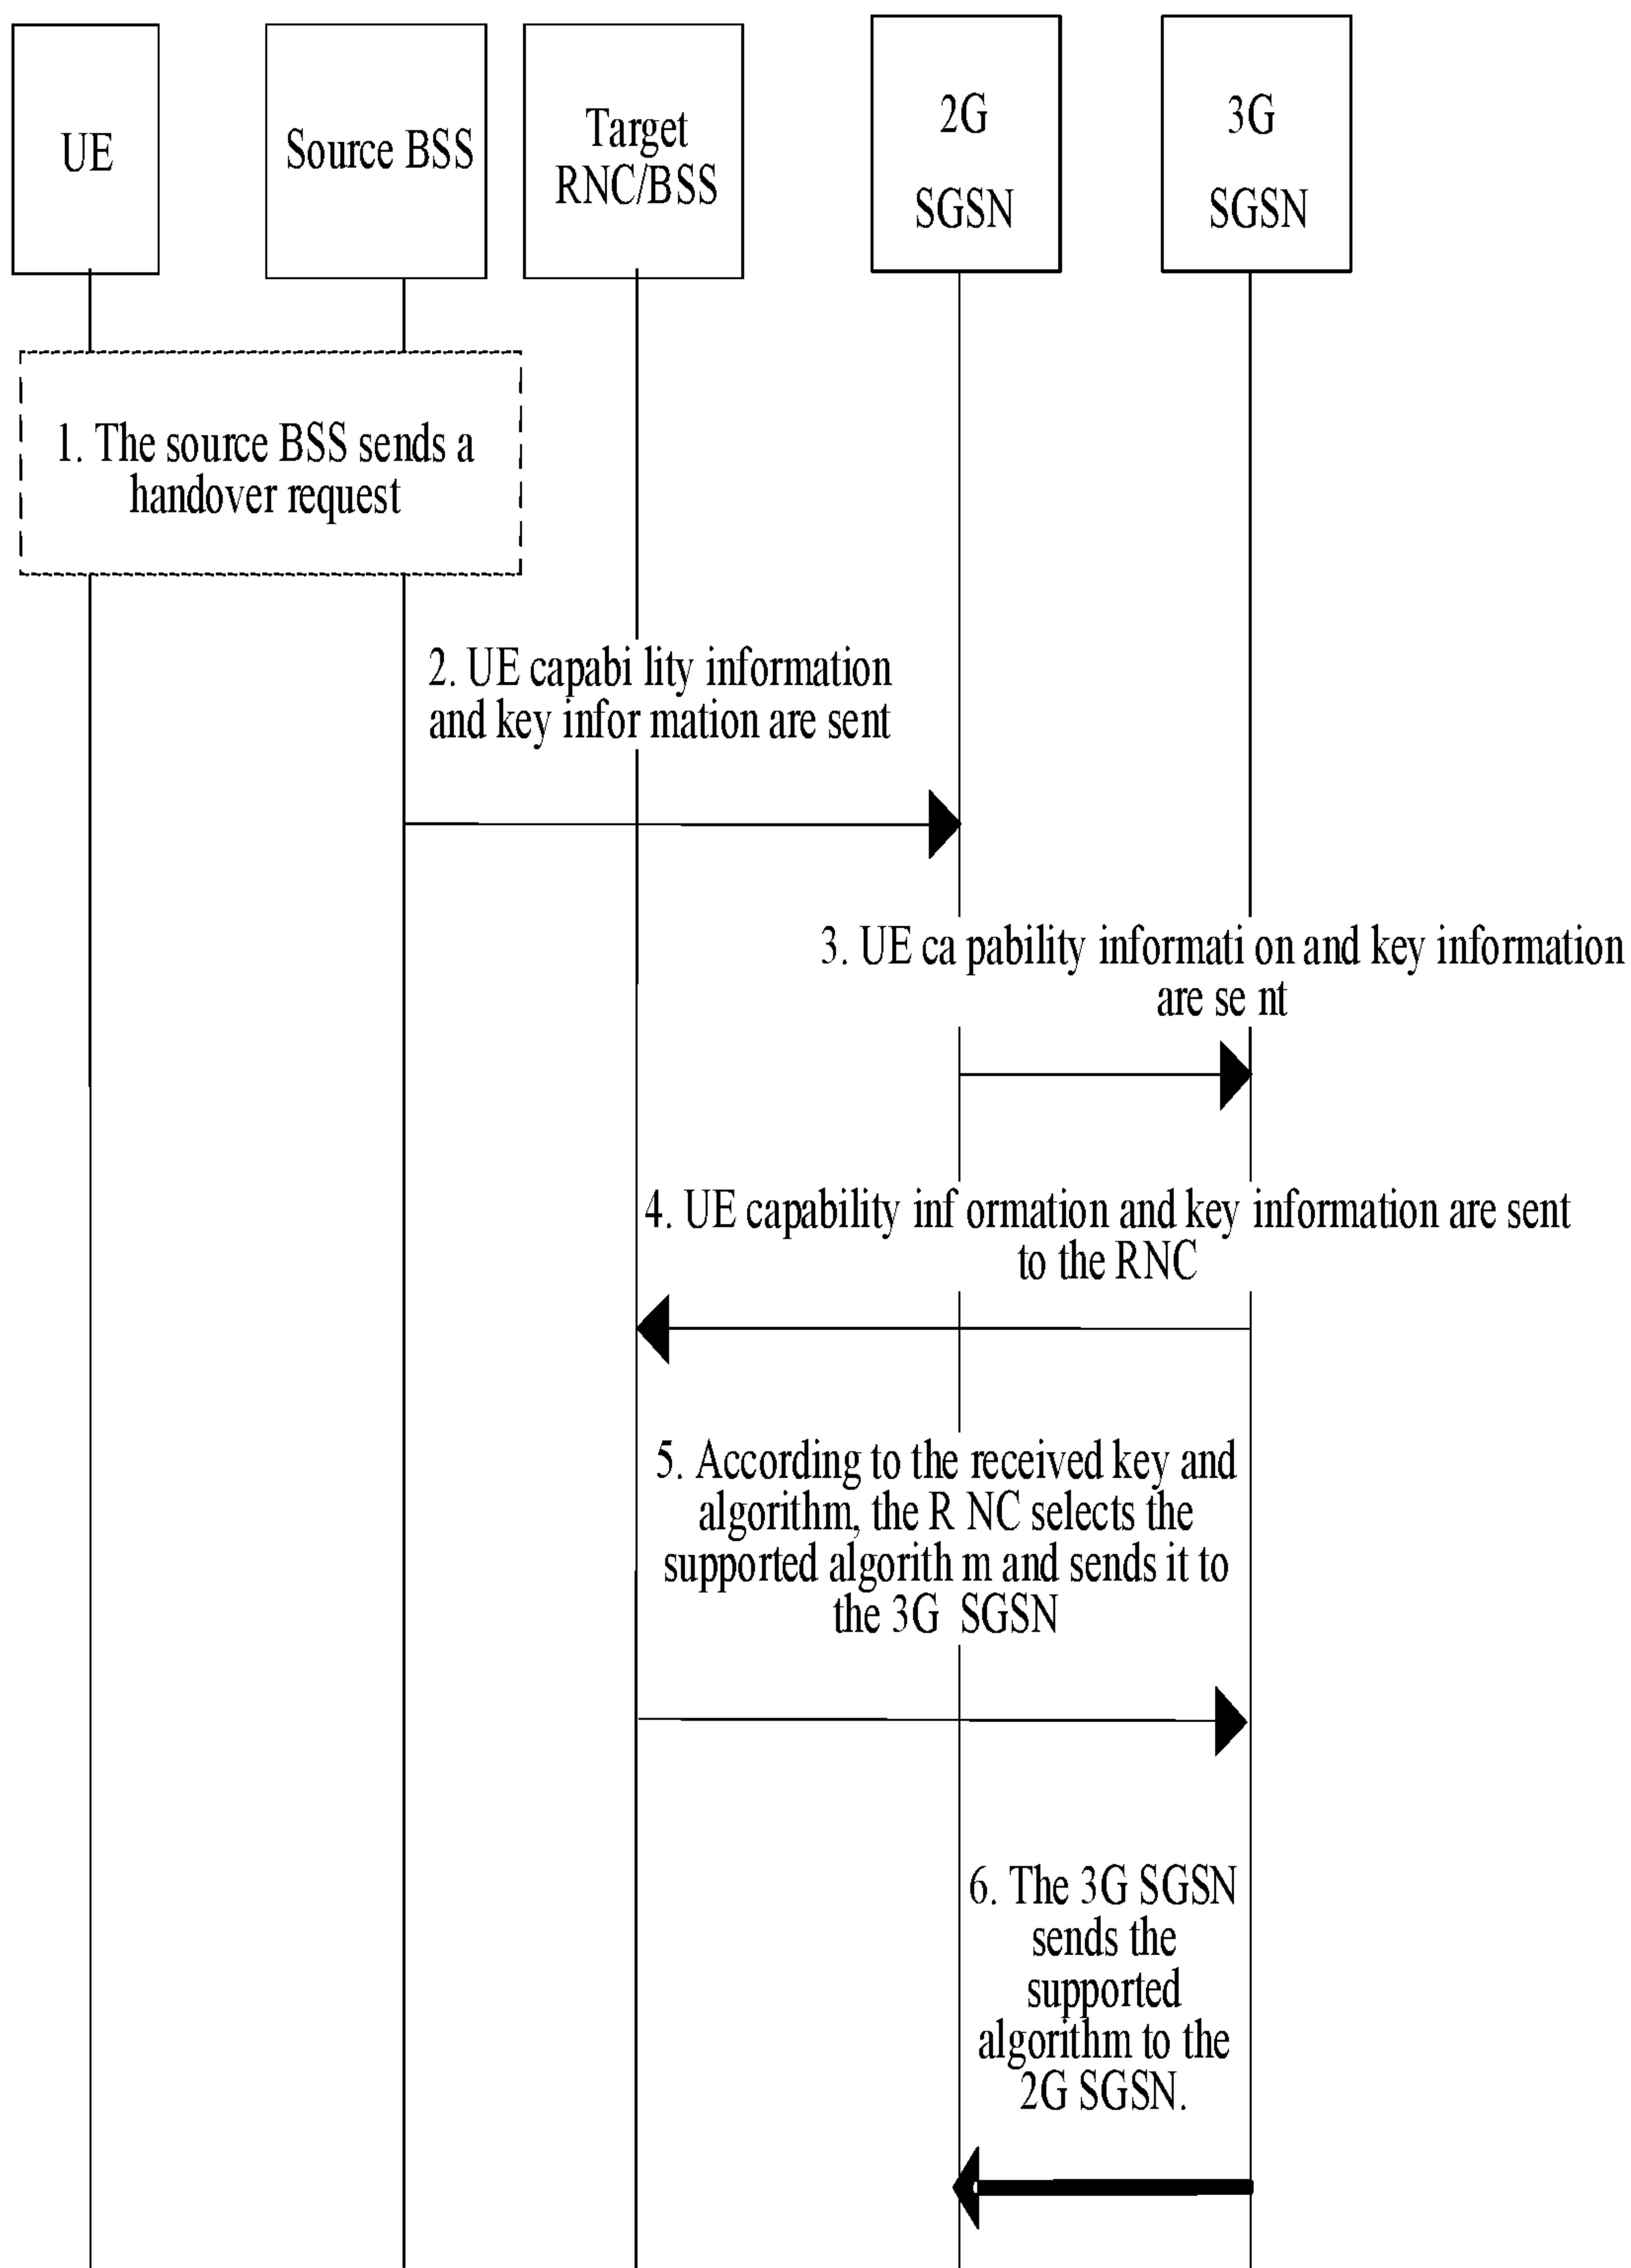 UE
Source BSS
Target
RNC/BSS
2G
SGSN
3G
SGSN
1. The source BSS sends a
handover request
2. UE capabi lity information
and key infor mation are sent
3. UE ca pability informati on and key information
are se nt
4. UE capability inf ormation and key information are sent
to the RNC
5. According to the received key and
algorithm, the R NC selects the
supported algorith m and sends it to
the 3G SGSN
6. The 3G SGSN
sends the
supported
algorithm to the
2G SGSN.